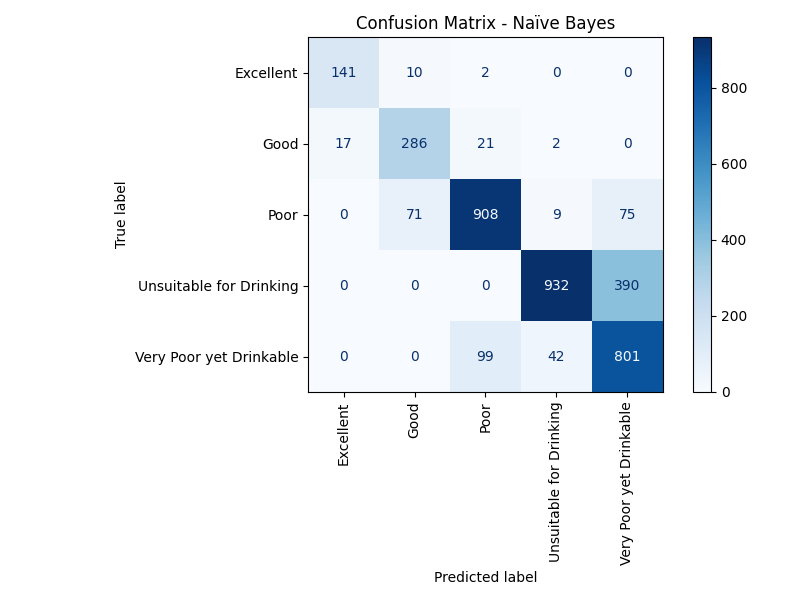 Confusion Matrix - Naïve Bayes
True label
Excellent 141 10 2 0 0
Good 17 286 21 2 0
Poor 0 71 908 9 75
Unsuitable for Drinking 0 0 0 932 390
Very Poor yet Drinkable 0 0 99 42 801
Excellent
Good
Poor
Unsuitable for Drinking
Very Poor yet Drinkable
Predicted label
800
600
400
200
0